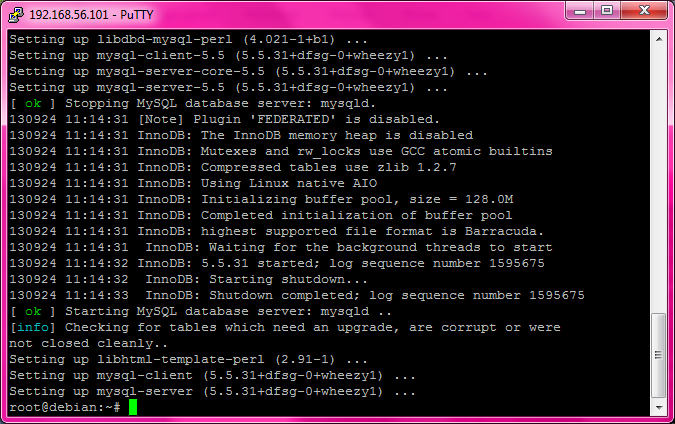 192.168.56.101 - PuTTY
Setting up libdbd-mysql-perl (4.021-1+b1) ...
Setting up mysql-client-5.5 (5.5.31+dfsg-0+wheezy1) ...
Setting up mysql-server-core-5.5 (5.5.31+dfsg-0+wheezy1) ...
Setting up mysql-server-5.5 (5.5.31+dfsg-0+wheezy1) ...
[ ok ] Stopping MySQL database server: mysqld.
130924 11:14:31 [Note] Plugin 'FEDERATED' is disabled.
130924 11:14:31 InnoDB: The InnoDB memory heap is disabled
130924 11:14:31 InnoDB: Mutexes and rw_locks use GCC atomic builtins
130924 11:14:31 InnoDB: Compressed tables use zlib 1.2.7
130924 11:14:31 InnoDB: Using Linux native AIO
130924 11:14:31 InnoDB: Initializing buffer pool, size = 128.0M
130924 11:14:31 InnoDB: Completed initialization of buffer pool
130924 11:14:31 InnoDB: highest supported file format is Barracuda.
130924 11:14:31  InnoDB: Waiting for the background threads to start
130924 11:14:32 InnoDB: 5.5.31 started; log sequence number 1595675
130924 11:14:32  InnoDB: Starting shutdown...
130924 11:14:33  InnoDB: Shutdown completed; log sequence number 1595675
[ ok ] Starting MySQL database server: mysqld ..
[info] Checking for tables which need an upgrade, are corrupt or were
not closed cleanly..
Setting up libhtml-template-perl (2.91-1) ...
Setting up mysql-client (5.5.31+dfsg-0+wheezy1) ...
Setting up mysql-server (5.5.31+dfsg-0+wheezy1) ...
root@debian:~#